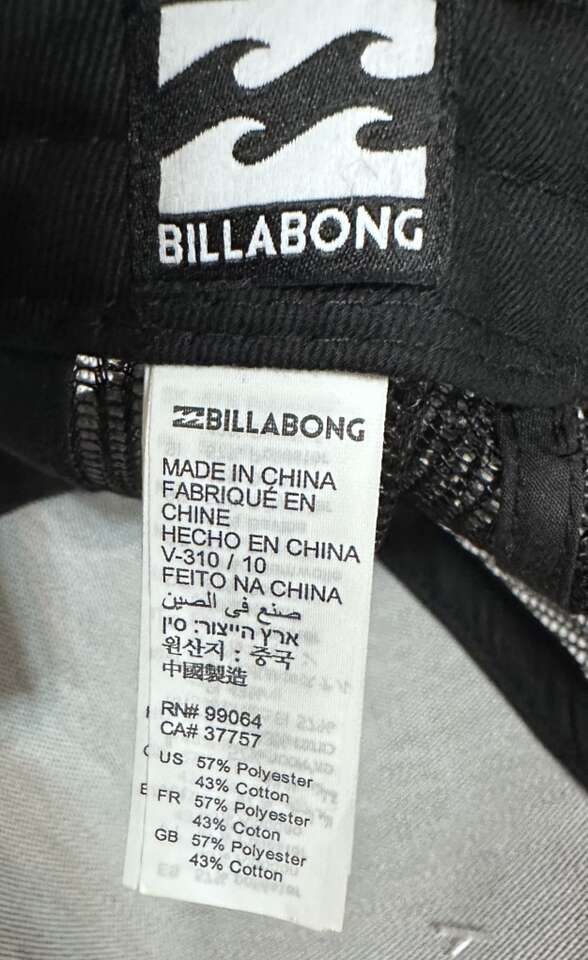 BILLABONG
BILLABONG
MADE IN CHINA
FABRIQUÉ EN
CHINE
HECHO EN CHINA
V-310 / 10
FEITO NA CHINA
صنع في الصين
ארץ הייצור: סין
원산지 : 중국
中國製造
RN# 99064
CA# 37757
US 57% Polyester
43% Cotton
FR 57% Polyester
43% Coton
GB 57% Polyester
43% Cotton